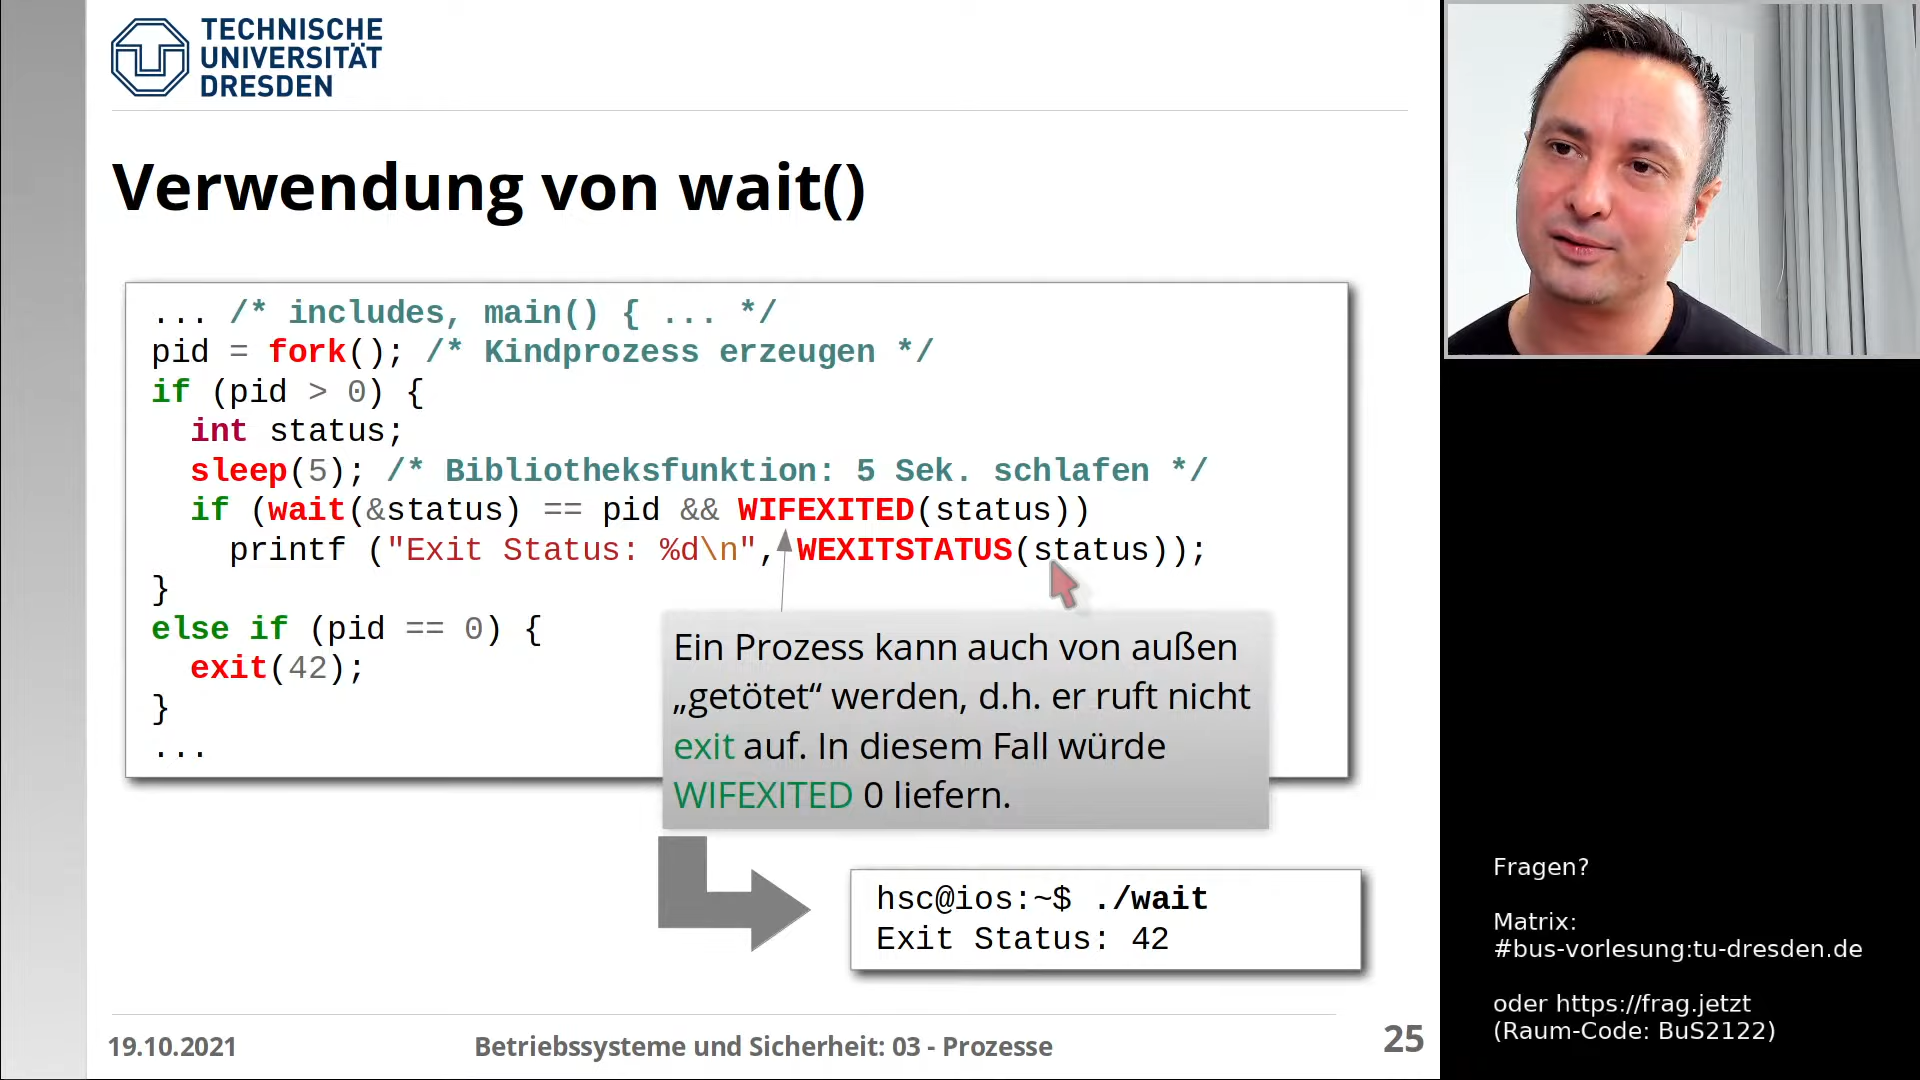 TECHNISCHE
UNIVERSITÄT
DRESDEN
Verwendung von wait()
... /* includes, main() { ... */
pid = fork(); /* Kindprozess erzeugen */
if (pid > 0) {
int status;
sleep(5); /* Bibliotheksfunktion: 5 Sek. schlafen */
if (wait(&status) == pid && WIFEXITED(status))
printf ("Exit Status: %d\n", WEXITSTATUS(status));
}
else if (pid == 0) {
exit(42);
}
...
Ein Prozess kann auch von außen
„getötet“ werden, d.h. er ruft nicht
exit auf. In diesem Fall würde
WIFEXITED 0 liefern.
hsc@ios:~$ ./wait
Exit Status: 42
19.10.2021
Betriebssysteme und Sicherheit: 03 - Prozesse
25
Fragen?
Matrix:
#bus-vorlesung:tu-dresden.de
oder https://frag.jetzt
(Raum-Code: BuS2122)